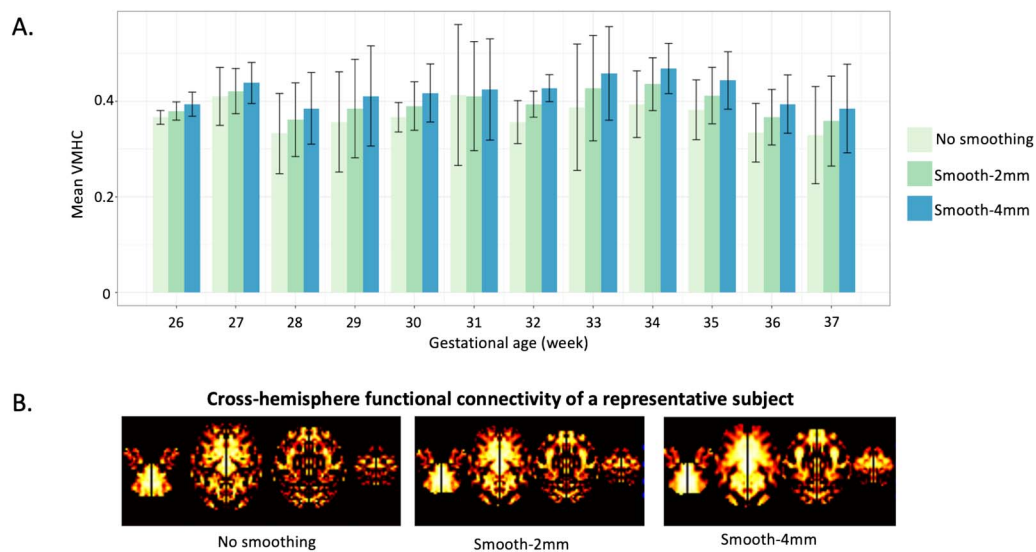 A.
Mean VMHC
0.4
0.2
0
26 27 28 29 30 31 32 33 34 35 36 37
Gestational age (week)
No smoothing
Smooth-2mm
Smooth-4mm
B.
Cross-hemisphere functional connectivity of a representative subject
No smoothing
Smooth-2mm
Smooth-4mm